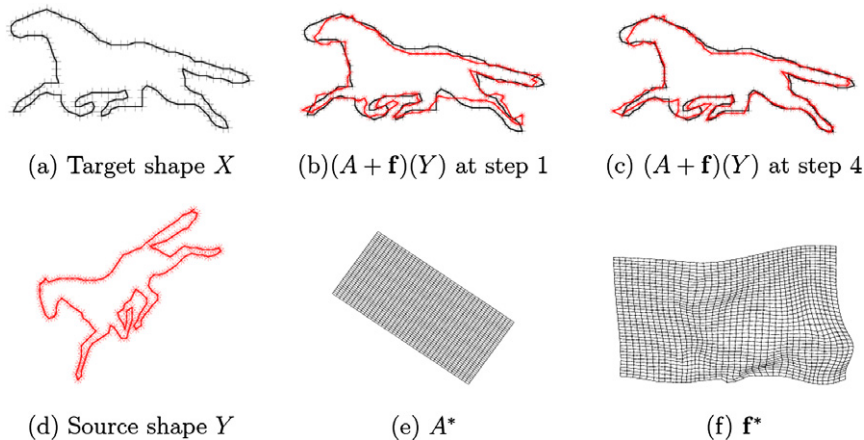 (a) Target shape X
(b)(A + f)(Y) at step 1
(c) (A + f)(Y) at step 4
(d) Source shape Y
(e) A*
(f) f*